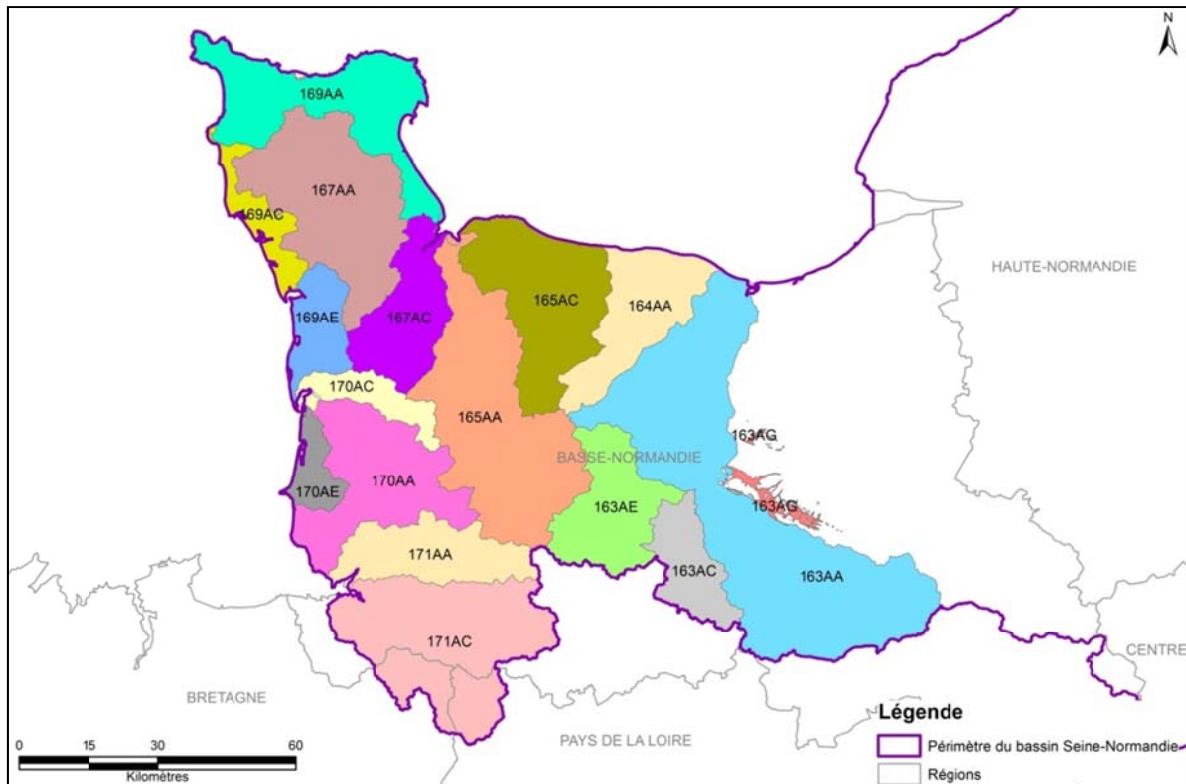 N
169AA
167AA
169AC
HAUTE-NORMANDIE
165AC
164AA
169AE
167AC
170AC
165AA
163AG
BASSE-NORMANDIE
170AA
170AE
163AE
163AG
171AA
163AC
163AA
171AC
CENTRE
BRETAGNE
Légende
PAYS DE LA LOIRE
Périmètre du bassin Seine-Normandie
Régions
0 15 30 60
Kilomètres